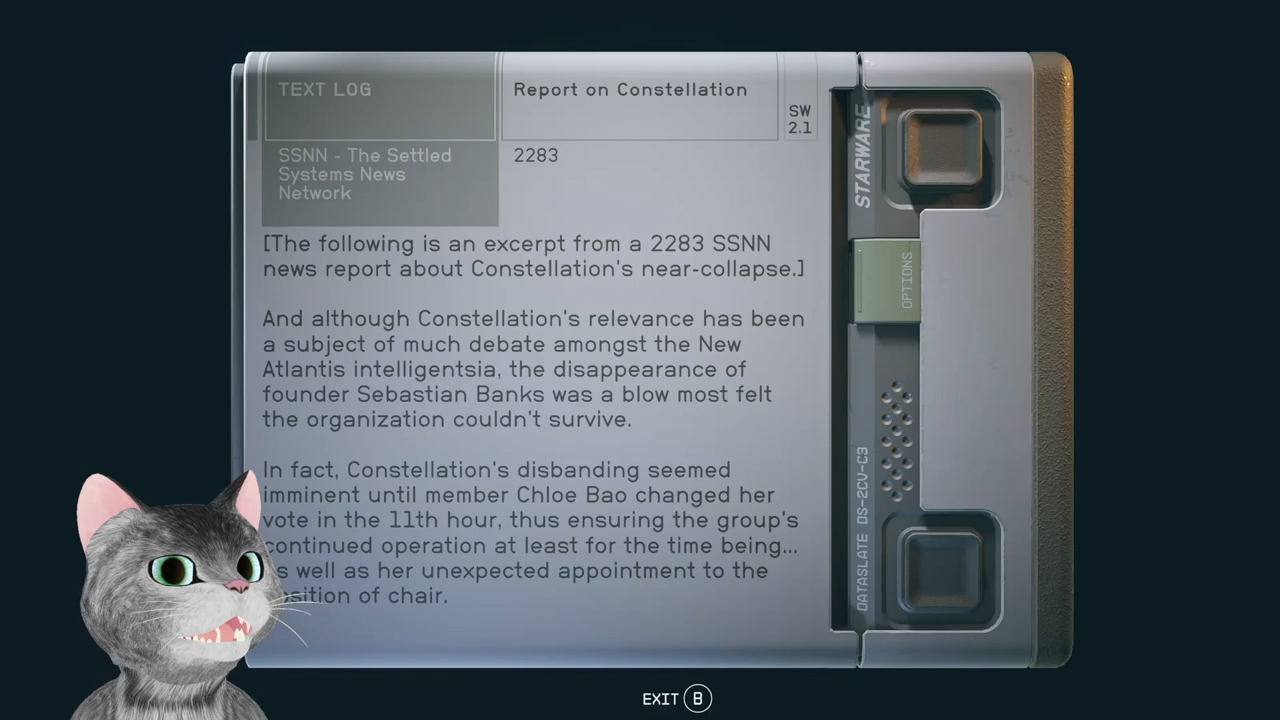 TEXT LOG
Report on Constellation
SW
2.1
SSNN - The Settled
Systems News
Network
2283
[The following is an excerpt from a 2283 SSNN
news report about Constellation's near-collapse.]
And although Constellation's relevance has been
a subject of much debate amongst the New
Atlantis intelligentsia, the disappearance of
founder Sebastian Banks was a blow most felt
the organization couldn't survive.
In fact, Constellation's disbanding seemed
imminent until member Chloe Bao changed her
vote in the 11th hour, thus ensuring the group's
continued operation at least for the time being...
as well as her unexpected appointment to the
position of chair.
STARWARE
OPTIONS
DATASLATE DS-2CV-C3
EXIT B